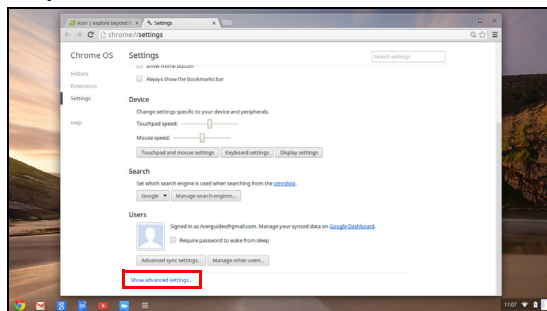 Acer | explore beyond li
Settings
chrome://settings
Chrome OS
Settings
Search settings
History
Extensions
Settings
Help
Show Home button
Always show the bookmarks bar
Device
Change settings specific to your device and peripherals.
Touchpad speed:
Mouse speed:
Touchpad and mouse settings
Keyboard settings
Display settings
Search
Set which search engine is used when searching from the omnibox.
Google
Manage search engines...
Users
Signed in as Acerguides@gmail.com. Manage your synced data on Google Dashboard.
Require password to wake from sleep
Advanced sync settings...
Manage other users...
Show advanced settings...
8
11:07